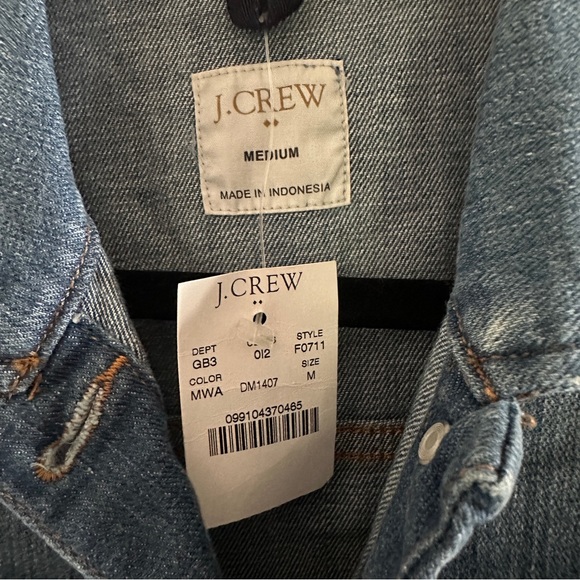 J.CREW
MEDIUM
MADE IN INDONESIA
J.CREW
DEPT STYLE
GB3 012 F0711
COLOR SIZE
MWA DM1407 M
099104370465